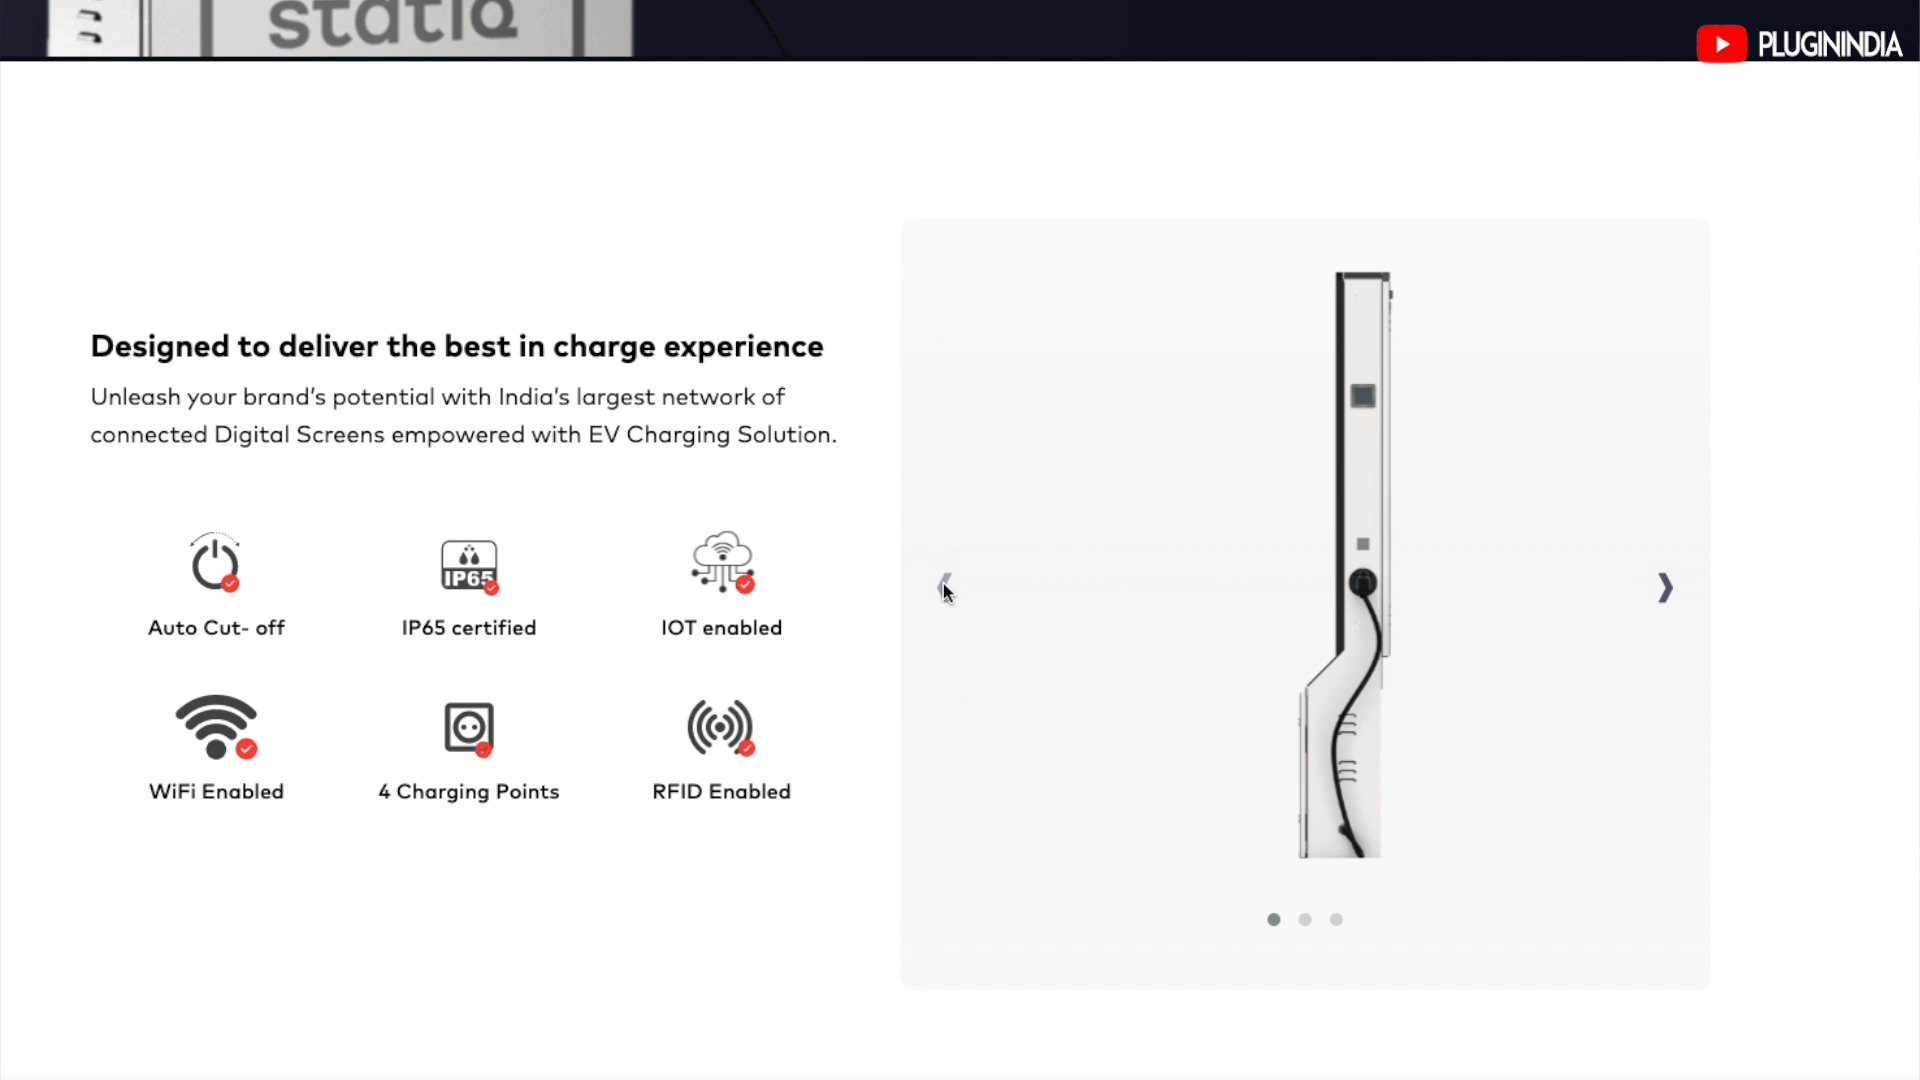 statiq
PLUGININDIA
Designed to deliver the best in charge experience
Unleash your brand's potential with India's largest network of
connected Digital Screens empowered with EV Charging Solution.
IP65
Auto Cut- off
IP65 certified
IOT enabled
WiFi Enabled
4 Charging Points
RFID Enabled